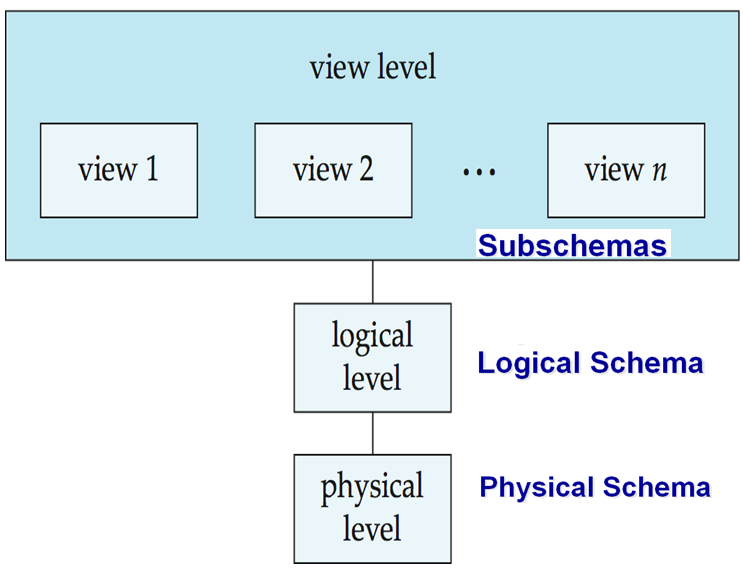 view level
view 1
view 2
...
view n
Subschemas
logical
level
Logical Schema
physical
level
Physical Schema